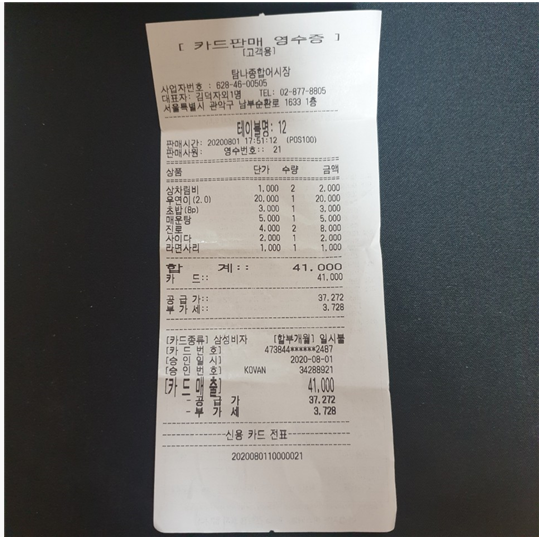 [ 카드판매 영수증 ]
[고객용]
탐나종합어시장
사업자번호 : 628-46-00505
대표자: 김덕자외1명 TEL: 02-877-8805
서울특별시 관악구 남부순환로 1633 1층
테이블명: 12
판매시간: 20200801 17:51:12 (POS100)
판매사원: 영수번호:: 21
상품 단가 수량 금액
상차림비 1,000 2 2,000
우연이(2.0) 20,000 1 20,000
초밥(8p) 3,000 1 3,000
매운탕 5,000 1 5,000
진로 4,000 2 8,000
사이다 2,000 1 2,000
라면사리 1,000 1 1,000
합 계:: 41,000
카 드:: 41,000
공 급 가:: 37,272
부 가 세:: 3,728
[카드종류] 삼성비자 [할부개월] 일시불
[카 드 번 호] 473844******2487
[승 인 일 시] 2020-08-01
[승 인 번 호] KOVAN 34288921
[카 드 매 출] 41,000
- 공 급 가 37,272
- 부 가 세 3,728
신용 카드 전표
2020080110000021